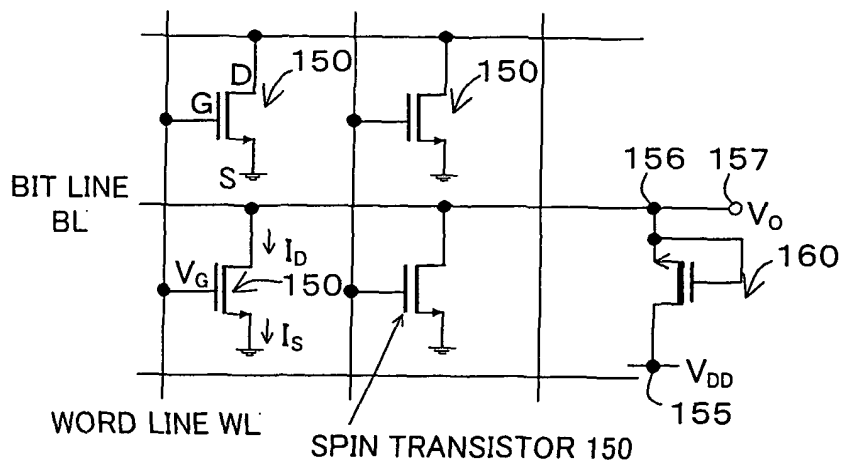 D
150
150
G
S
BIT LINE
BL
156
157
Vo
ID
VG
150
160
IS
VDD
155
WORD LINE WL
SPIN TRANSISTOR 150